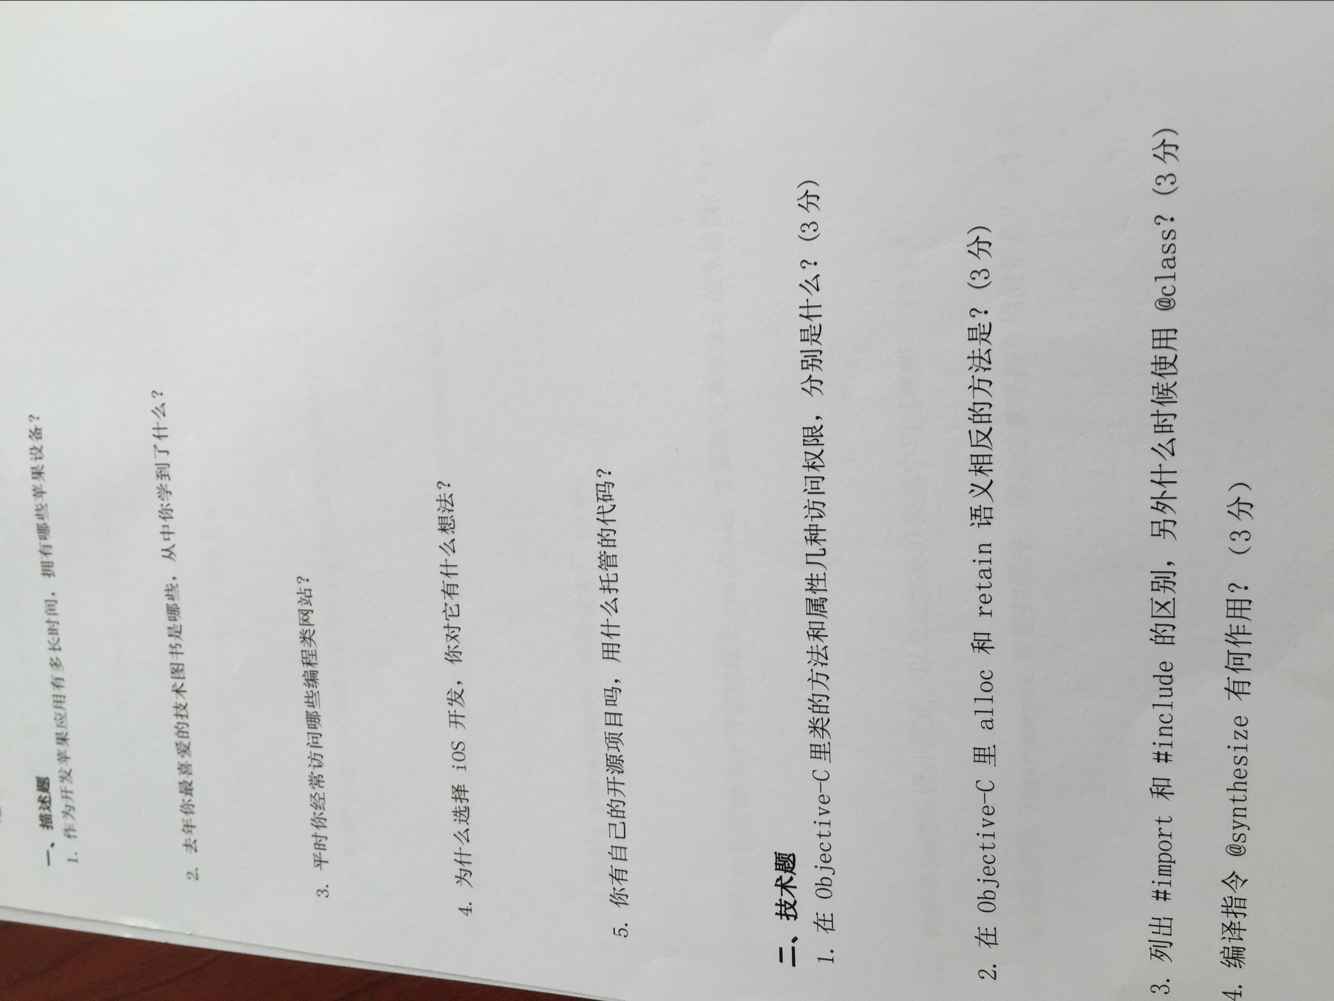 一、描述题
1. 作为开发苹果应用有多长时间，拥有哪些苹果设备？
2. 去年你最喜爱的技术图书是哪些，从中你学到了什么？
3. 平时你经常访问哪些编程类网站？
4. 为什么选择 iOS 开发，你对它有什么想法？
5. 你有自己的开源项目吗，用什么托管的代码？
二、技术题
1. 在 Objective-C 里类的方法和属性几种访问权限，分别是什么？(3 分)
2. 在 Objective-C 里 alloc 和 retain 语义相反的方法是？(3 分)
3. 列出 #import 和 #include 的区别，另外什么时候使用 @class？(3 分)
4. 编译指令 @synthesize 有何作用？（3 分）